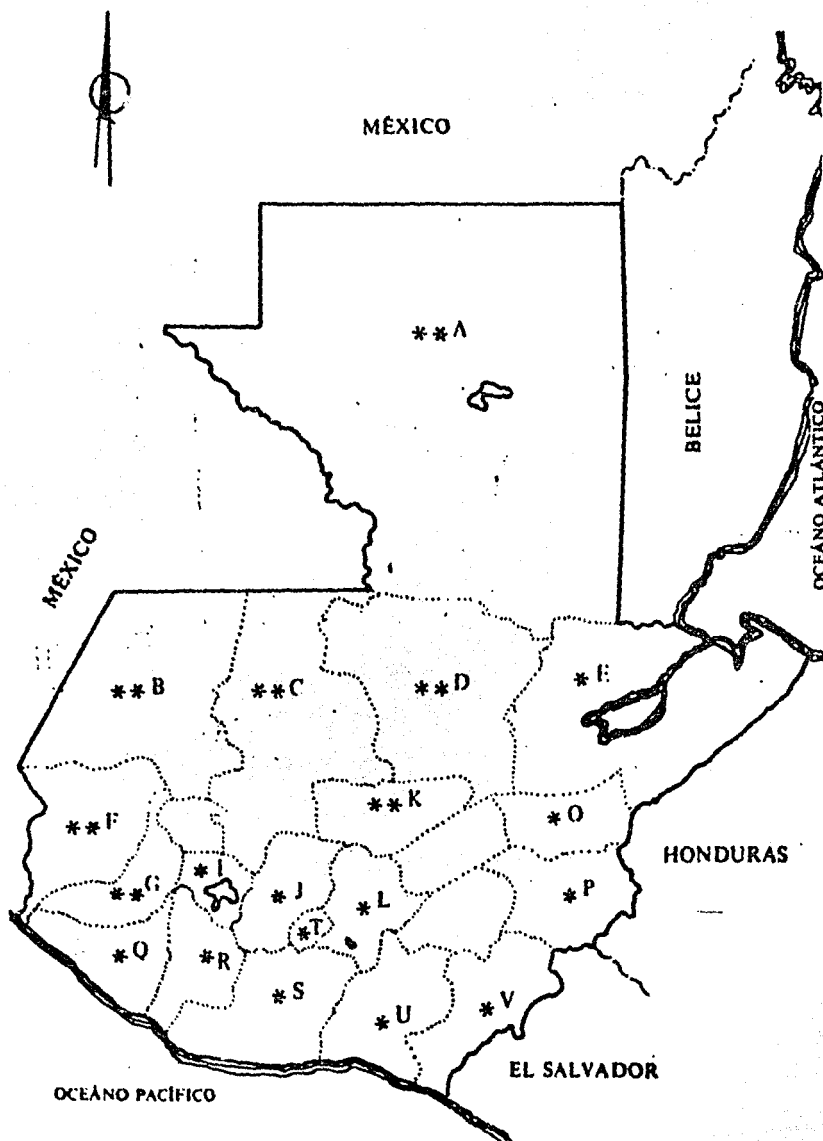 MÉXICO
**A
BELICE
OCEÁNO ATLÁNTICO
MÉXICO
**B
**C
**D
*E
**F
**K
*O
HONDURAS
*I
**G
*J
*L
*P
*T
*Q
*R
*S
*U
*V
EL SALVADOR
OCEÁNO PACÍFICO